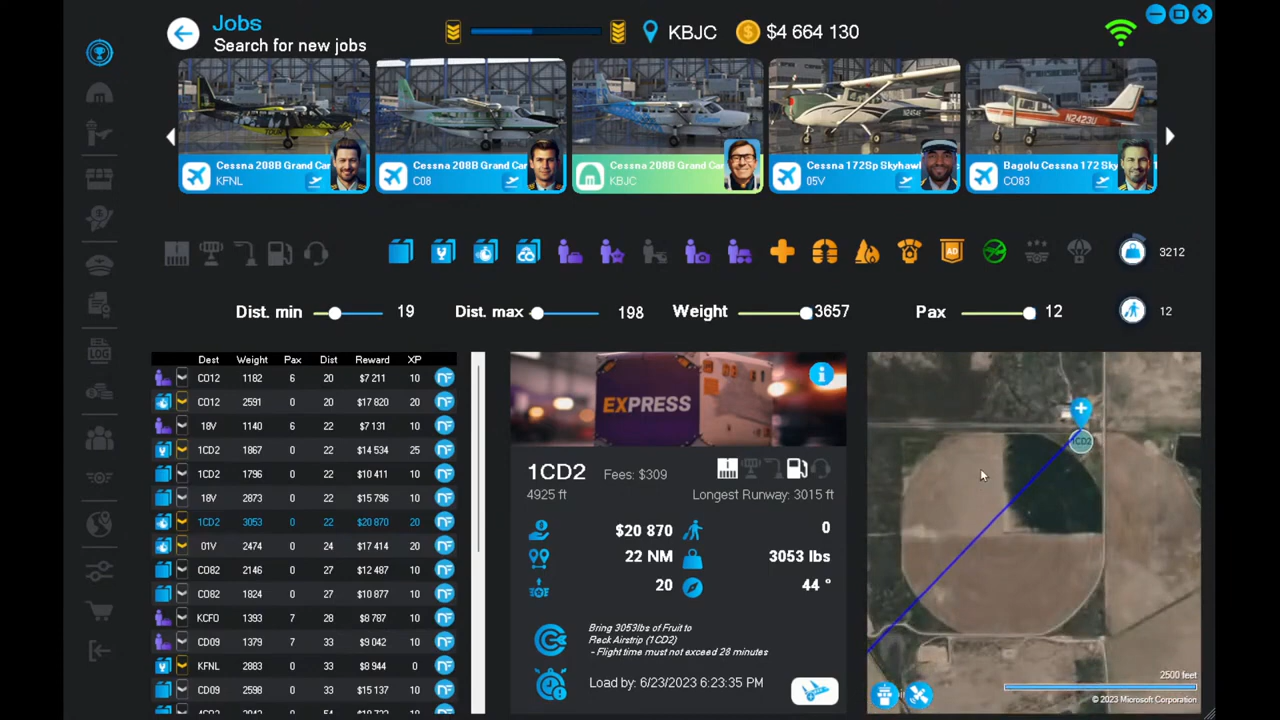 Jobs
Search for new jobs
KBJC
$4 664 130
Cessna 208B Grand Car
KFNL
Cessna 208B Grand Car
C08
Cessna 208B Grand Car
KBJC
Cessna 172Sp Skyhawk
05V
Bagolu Cessna 172 Sk
CO83
3212
Dist. min
19
Dist. max
198
Weight
3657
Pax
12
12
Dest Weight Pax Dist Reward XP
CO12 1182 6 20 $7 211 10
CO12 2591 0 20 $17 820 20
18V 1140 6 22 $7 131 10
1CD2 1867 0 22 $14 534 25
1CD2 1796 0 22 $10 411 10
18V 2873 0 22 $15 796 10
1CD2 3053 0 22 $20 870 20
01V 2474 0 24 $17 414 20
CO82 2146 0 27 $12 487 10
CO82 1824 0 27 $10 877 10
KCFO 1393 7 28 $8 787 10
CD09 1379 7 33 $9 042 10
KFNL 2883 0 33 $8 944 0
CD09 2598 0 33 $15 137 10
EXPRESS
1CD2
Fees: $309
4925 ft
Longest Runway: 3015 ft
$20 870
0
22 NM
3053 lbs
20
44 °
Bring 3053lbs of Fruit to
Fleck Airstrip (1CD2)
- Flight time must not exceed 28 minutes
Load by: 6/23/2023 6:23:35 PM
1CD2
2500 feet
© 2023 Microsoft Corporation
AD
LOG